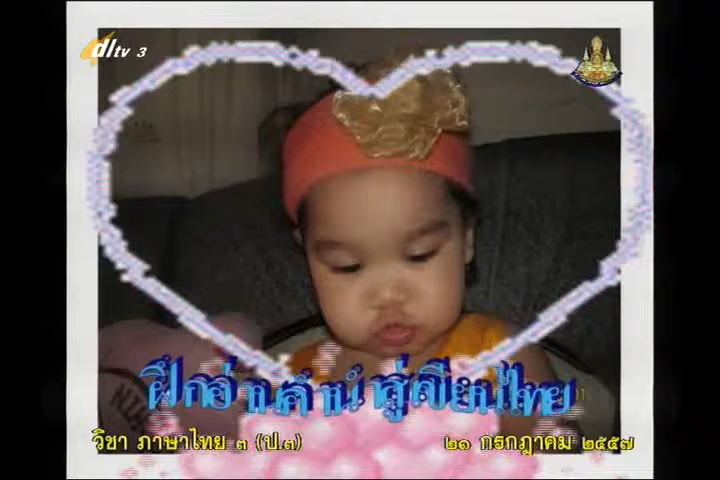 dltv 3
ฝึกอ่านคำนำสู่เขียนไทย
วิชา ภาษาไทย ๓ (ป.๓)
๒๑ กรกฎาคม ๒๕๕๗